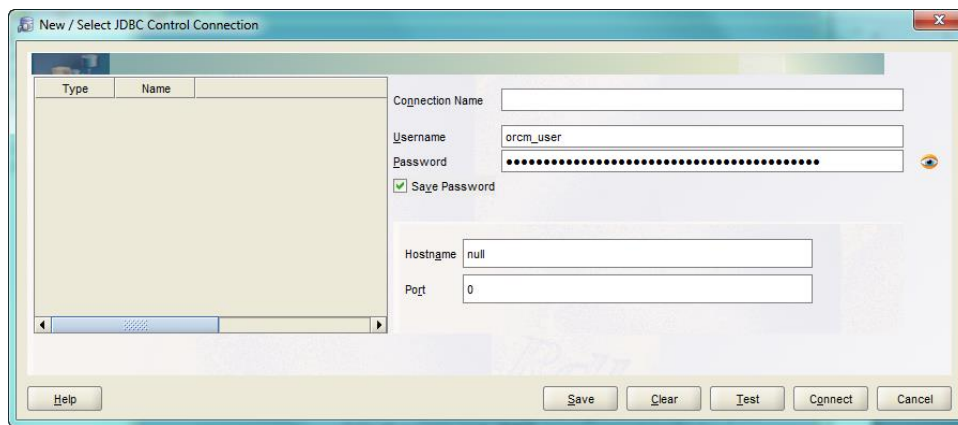 New / Select JDBC Control Connection
Type Name
Connection Name
Username orcm_user
Password ●●●●●●●●●●●●●●●●●●●●●●●●●●●●●●●●●●●●●●●●●●
Save Password
Hostname null
Port 0
Help Save Clear Test Connect Cancel